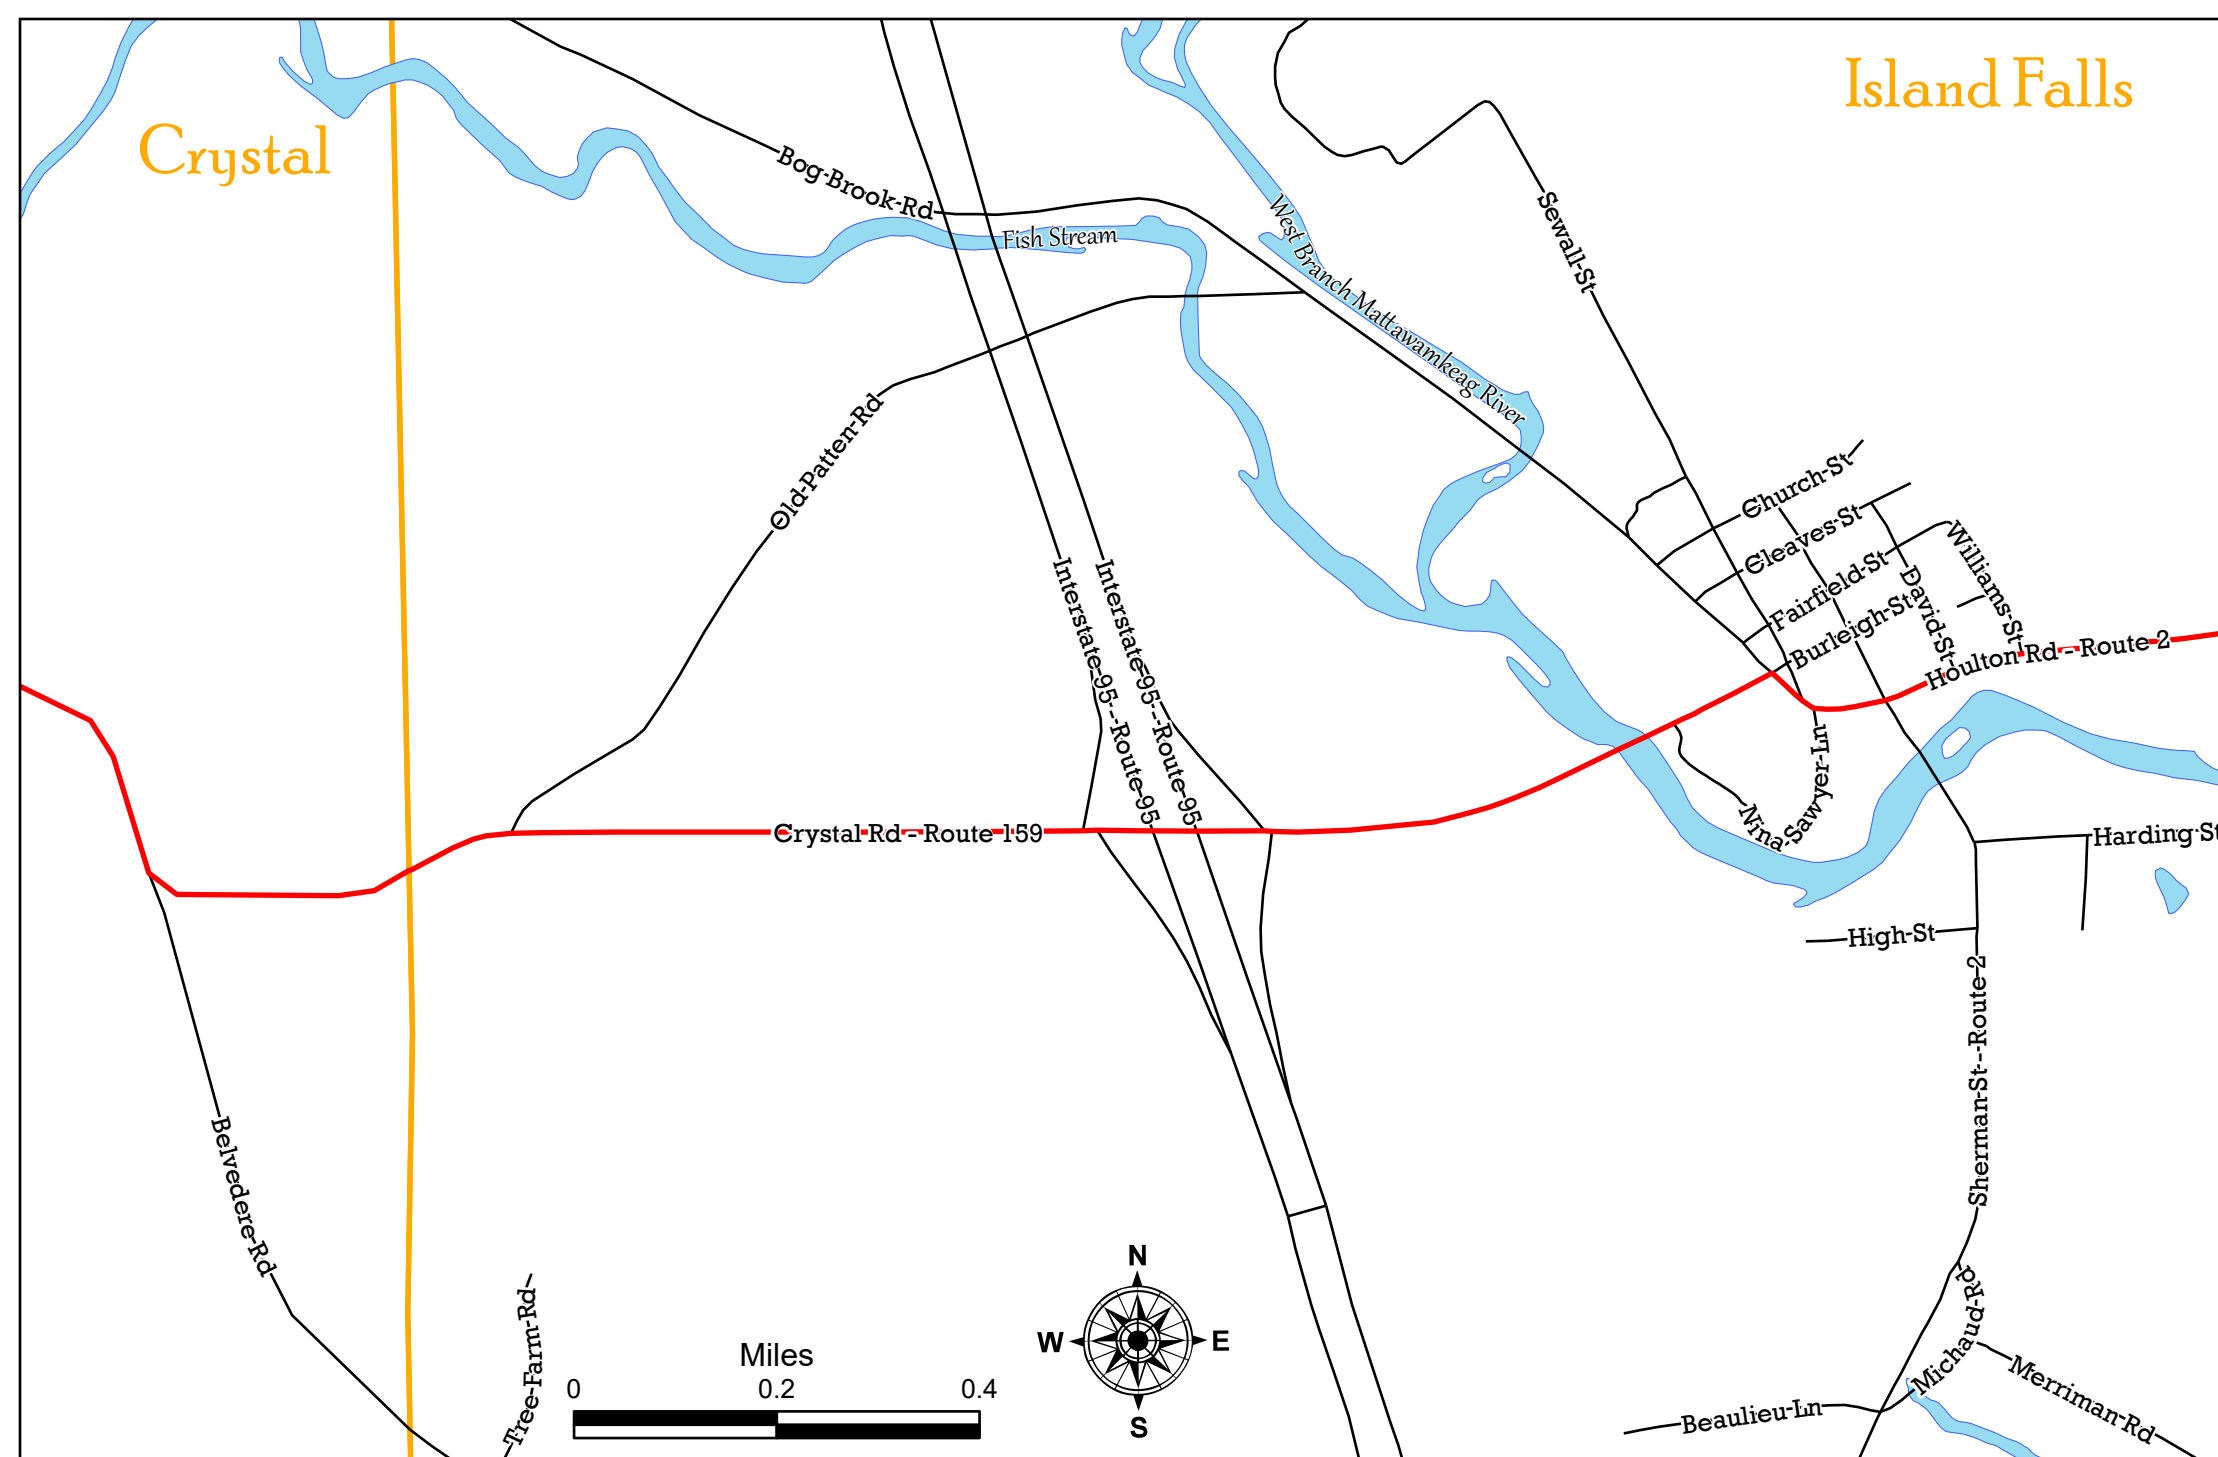 Island Falls
Crystal
Bog Brook Rd
Fish Stream
West Branch Mattawamkeag River
Sewall St
Old Patten Rd
Church St
Cleaves St
Fairfield St
Burleigh St
David St
Williams St
Houlton Rd - Route 2
Interstate 95 - Route 95
Interstate 95 - Route 95
Crystal Rd - Route 159
Nina Sawyer Ln
Harding St
High St
Sherman St - Route 2
Belvedere Rd
Tree Farm Rd
Michaud Rd
Merriman Rd
Beaulieu Ln
Miles
0 0.2 0.4
N
W E
S